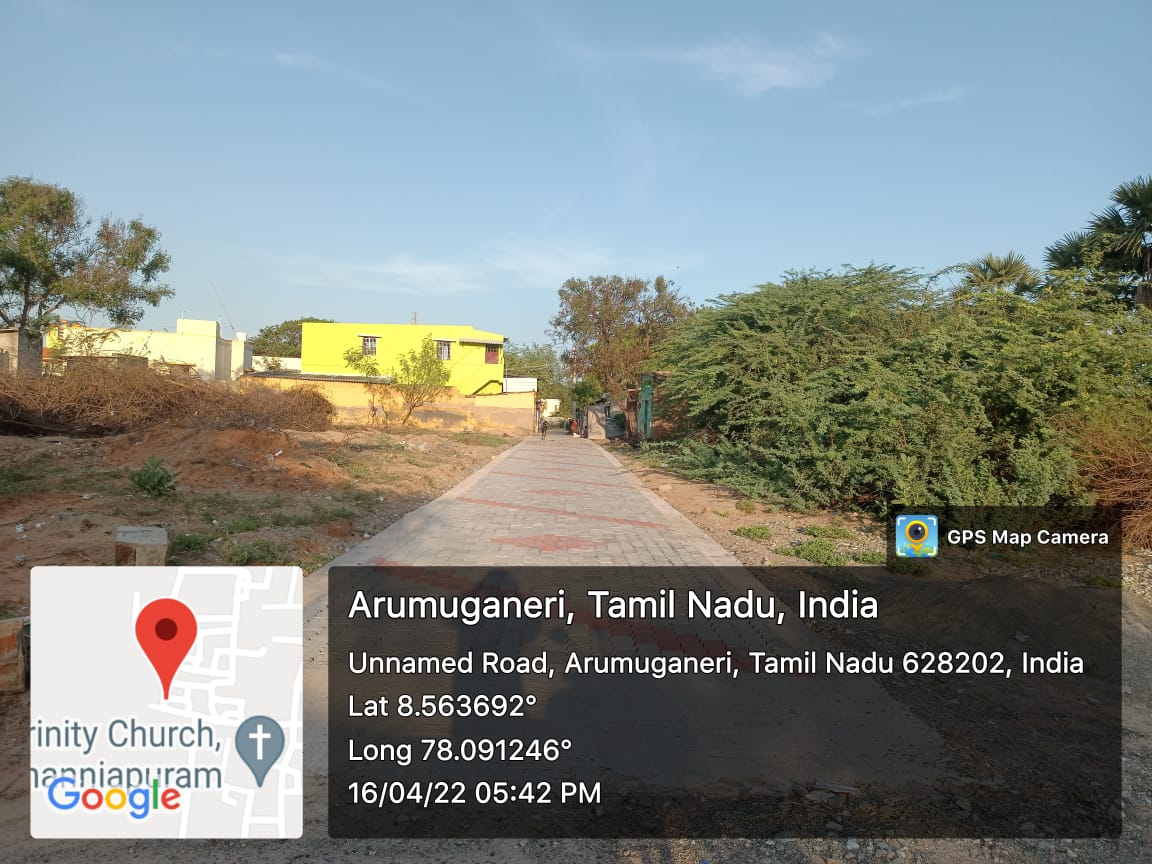 GPS Map Camera
Arumuganeri, Tamil Nadu, India
Unnamed Road, Arumuganeri, Tamil Nadu 628202, India
Lat 8.563692°
Long 78.091246°
16/04/22 05:42 PM
Church,
Google